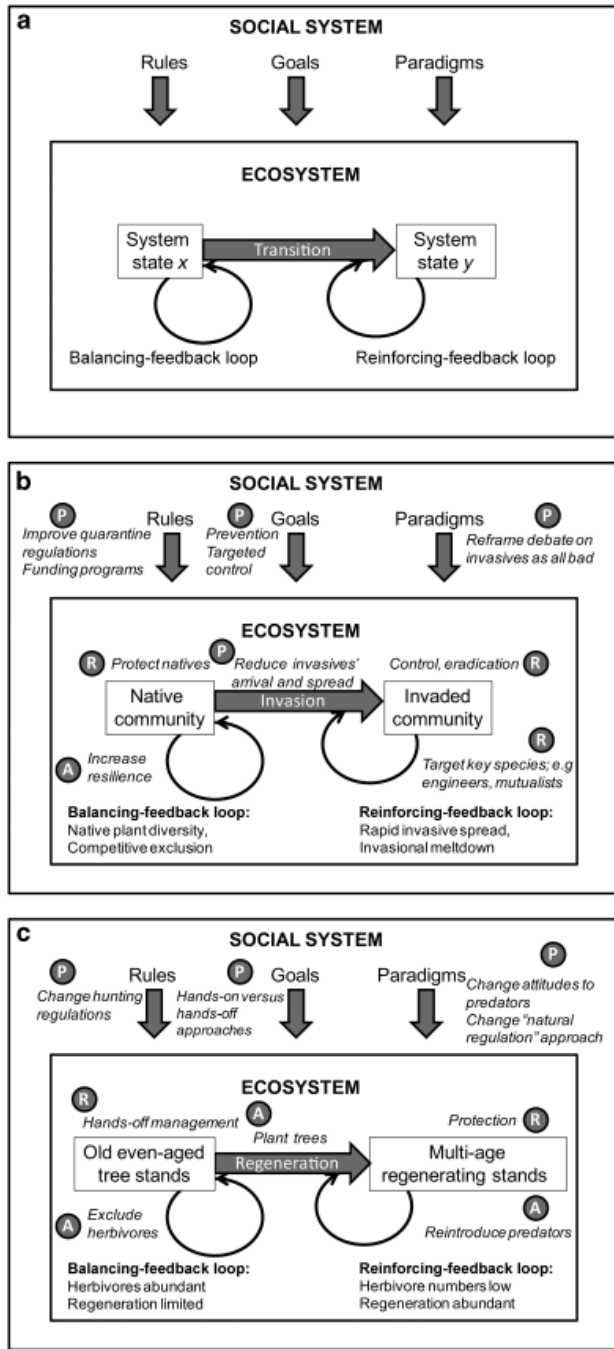 a
SOCIAL SYSTEM
Rules
Goals
Paradigms
ECOSYSTEM
System
state x
Transition
System
state y
Balancing-feedback loop
Reinforcing-feedback loop
b
SOCIAL SYSTEM
P
Rules
P
Goals
Paradigms
P
Improve quarantine
regulations
Funding programs
Prevention
Targeted
control
Reframe debate on
invasives as all bad
ECOSYSTEM
R
Protect natives
P
Reduce invasives'
arrival and spread
Control, eradication
R
Native
community
Invasion
Invaded
community
A
Increase
resilience
R
Target key species; e.g
engineers, mutualists
Balancing-feedback loop:
Native plant diversity,
Competitive exclusion
Reinforcing-feedback loop:
Rapid invasive spread,
Invasional meltdown
c
SOCIAL SYSTEM
P
Rules
P
Goals
Paradigms
P
Change hunting
regulations
Hands-on versus
hands-off
approaches
Change attitudes to
predators
Change "natural
regulation" approach
ECOSYSTEM
R
Hands-off management
A
Plant trees
Protection
R
Old even-aged
tree stands
Regeneration
Multi-age
regenerating stands
A
Exclude
herbivores
A
Reintroduce predators
Balancing-feedback loop:
Herbivores abundant
Regeneration limited
Reinforcing-feedback loop:
Herbivore numbers low
Regeneration abundant